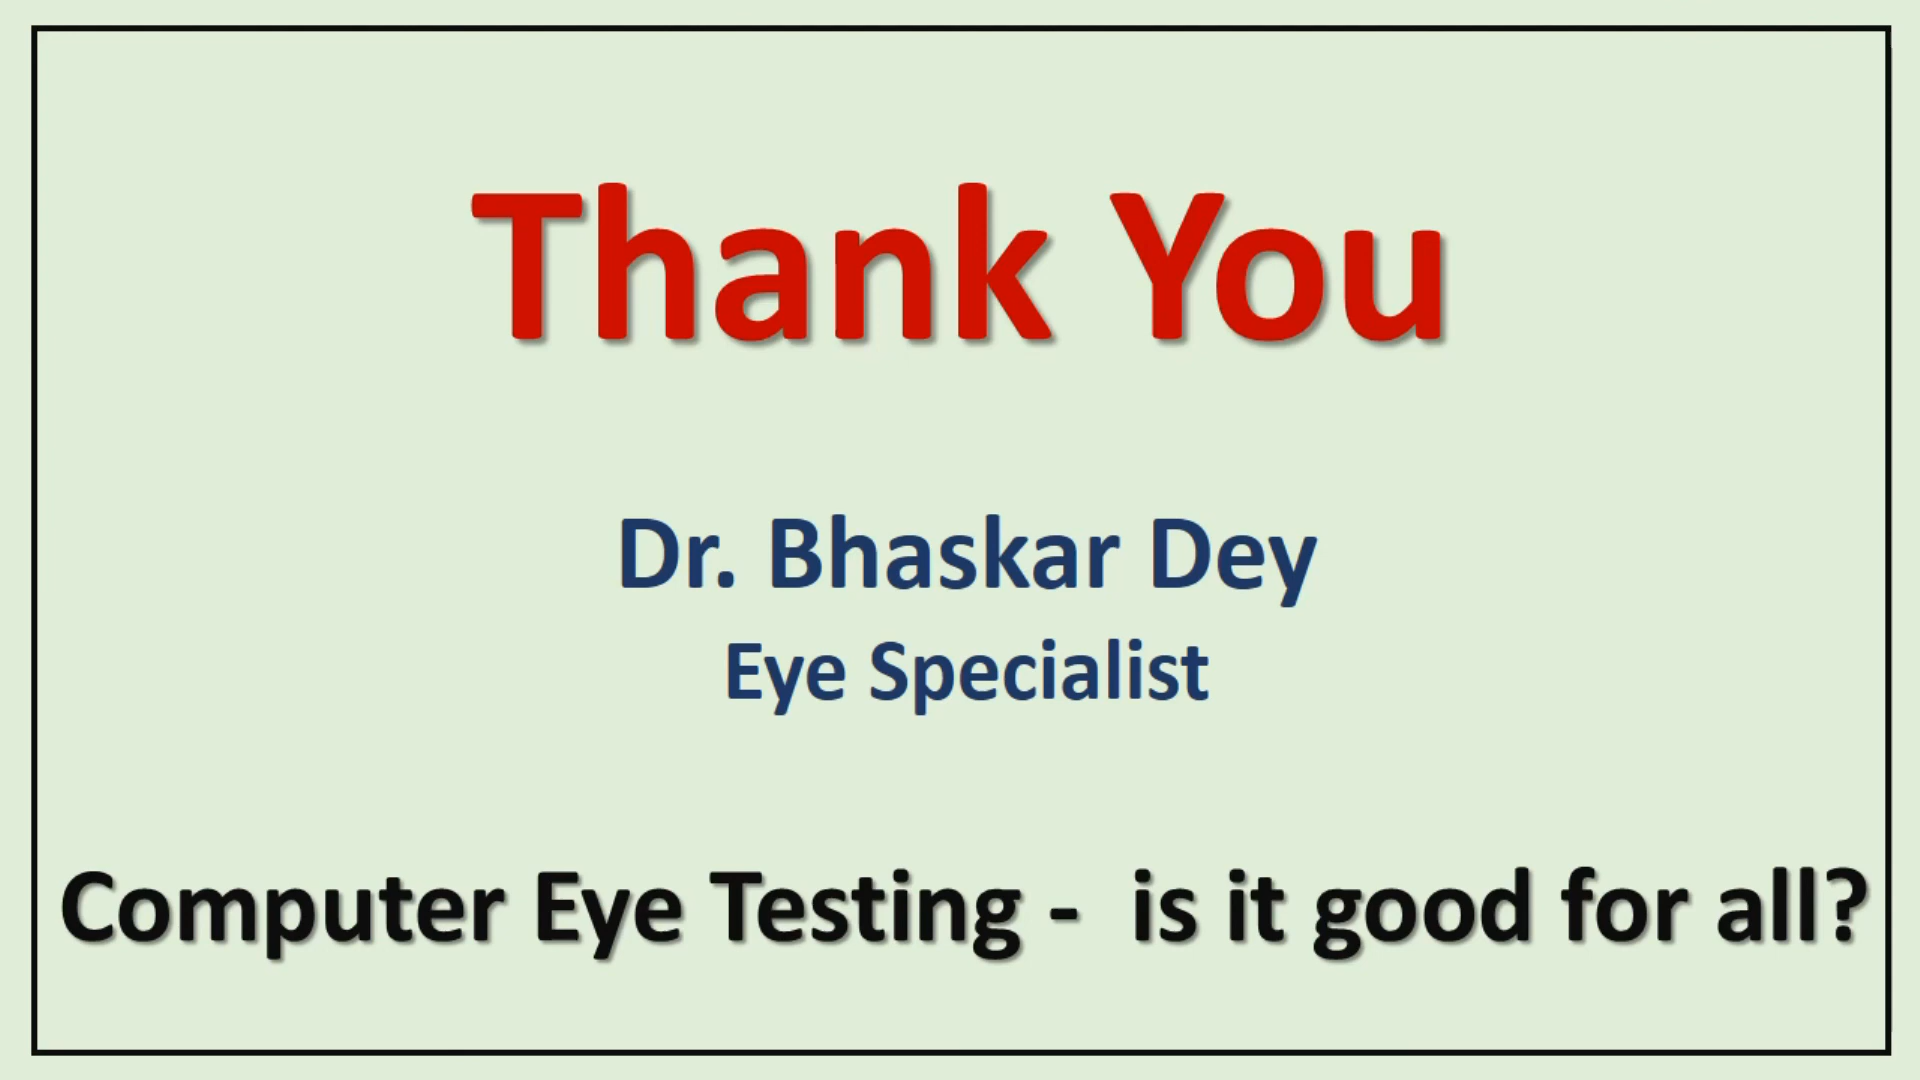 Thank You
Dr. Bhaskar Dey
Eye Specialist
Computer Eye Testing - is it good for all?